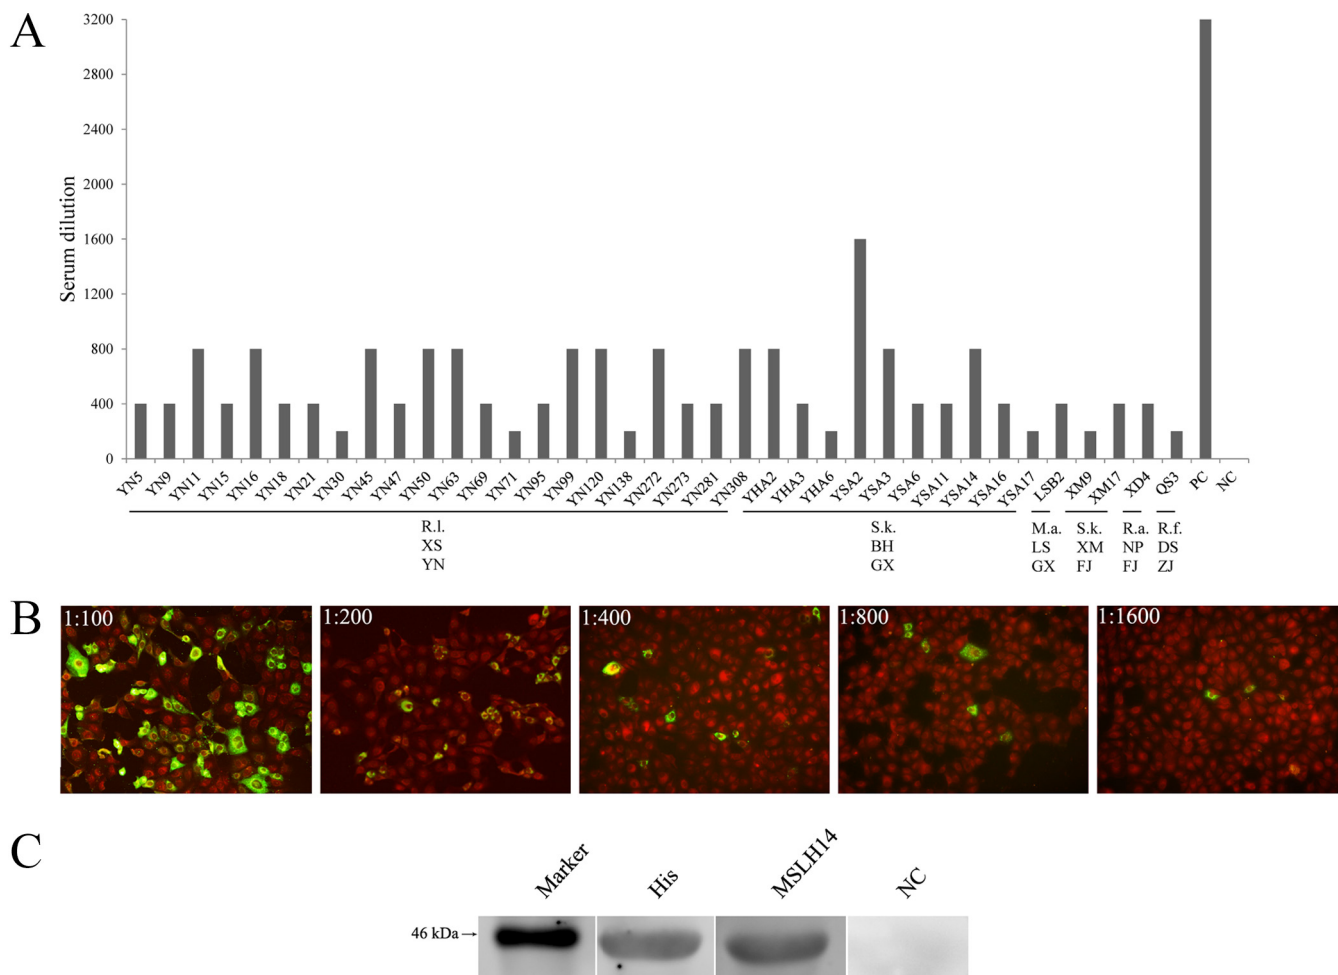 A
3200
2800
2400
2000
1600
1200
800
400
0
Serum dilution
YN5 YN9 YN11 YN15 YN16 YN18 YN21 YN30 YN45 YN47 YN50 YN63 YN69 YN71 YN95 YN99 YN120 YN138 YN272 YN273 YN281 YN308 YHA2 YHA3 YHA6 YSA2 YSA3 YSA6 YSA11 YSA14 YSA16 YSA17 LSB2 XM9 XM17 XD4 QS3 PC NC
R.l. S.k. M.a. S.k. R.a. R.f.
XS BH LS XM NP DS
YN GX GX FJ FJ ZJ
B
1:100 1:200 1:400 1:800 1:1600
C
Marker His MSLH14 NC
46 kDa→